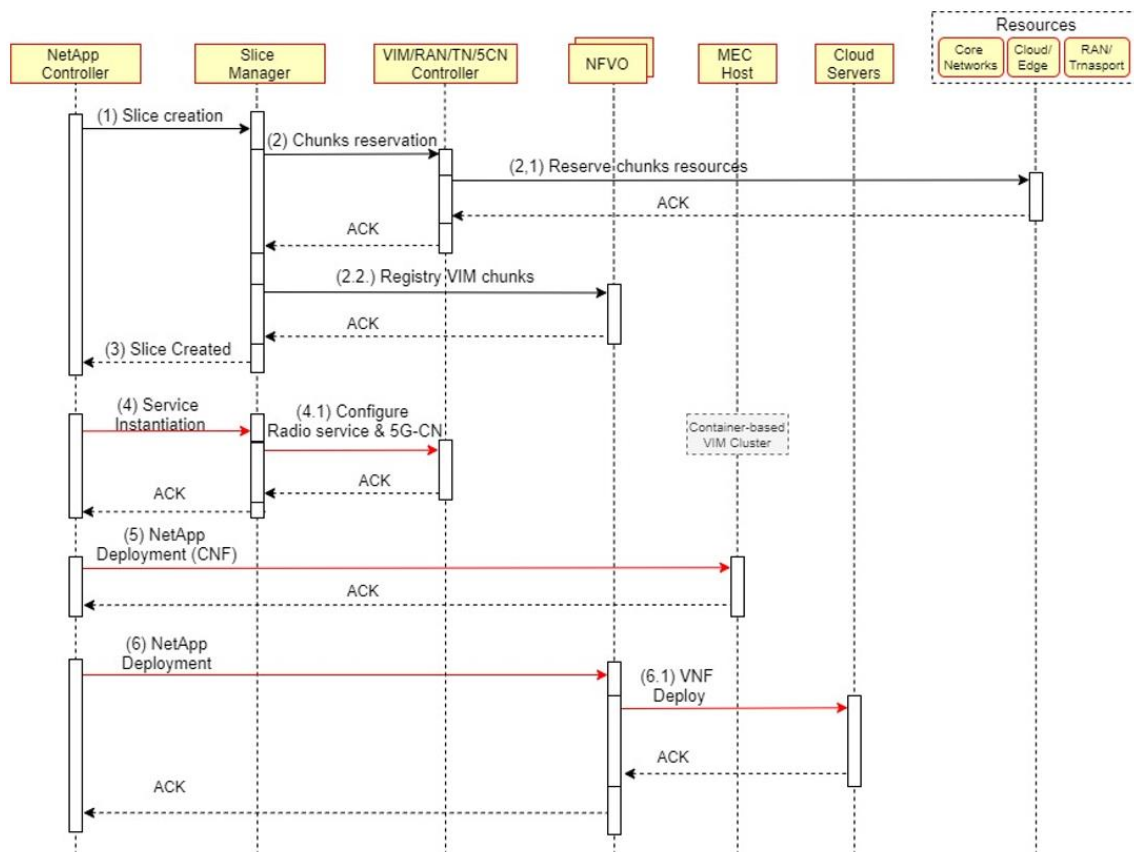 Resources
NetApp
Controller
Slice
Manager
VIM/RAN/TN/5CN
Controller
NFVO
MEC
Host
Cloud
Servers
Core
Networks
Cloud/
Edge
RAN/
Trnasport
(1) Slice creation
(2) Chunks reservation
(2,1) Reserve chunks resources
ACK
ACK
(2.2.) Registry VIM chunks
ACK
(3) Slice Created
(4) Service
Instantiation
(4.1) Configure
Radio service & 5G-CN
Container-based
VIM Cluster
ACK
ACK
(5) NetApp
Deployment (CNF)
ACK
(6) NetApp
Deployment
(6.1) VNF
Deploy
ACK
ACK